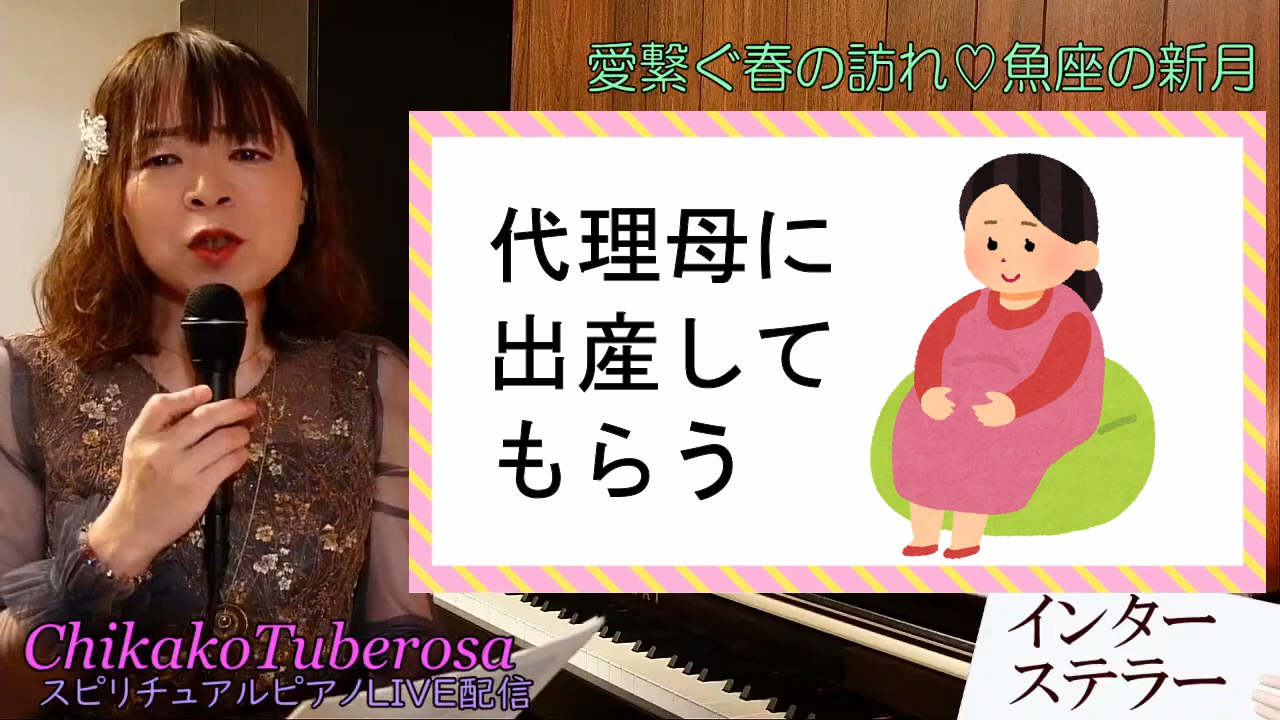 愛繋ぐ春の訪れ♡魚座の新月
代理母に
出産して
もらう
ChikakoTuberosa
スピリチュアルピアノLIVE配信
インター
ステラー